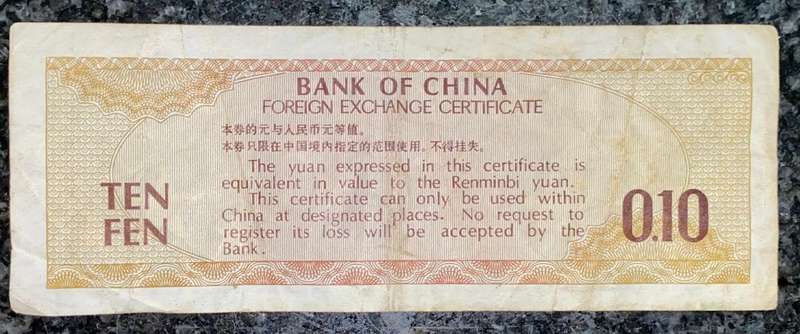 BANK OF CHINA
FOREIGN EXCHANGE CERTIFICATE
本券的元与人民币元等值。
本券只限在中国境内指定的范围使用。不得挂失。
The yuan expressed in this certificate is
equivalent in value to the Renminbi yuan.
This certificate can only be used within
China at designated places. No request to
register its loss will be accepted by the
Bank.
TEN
FEN
0.10